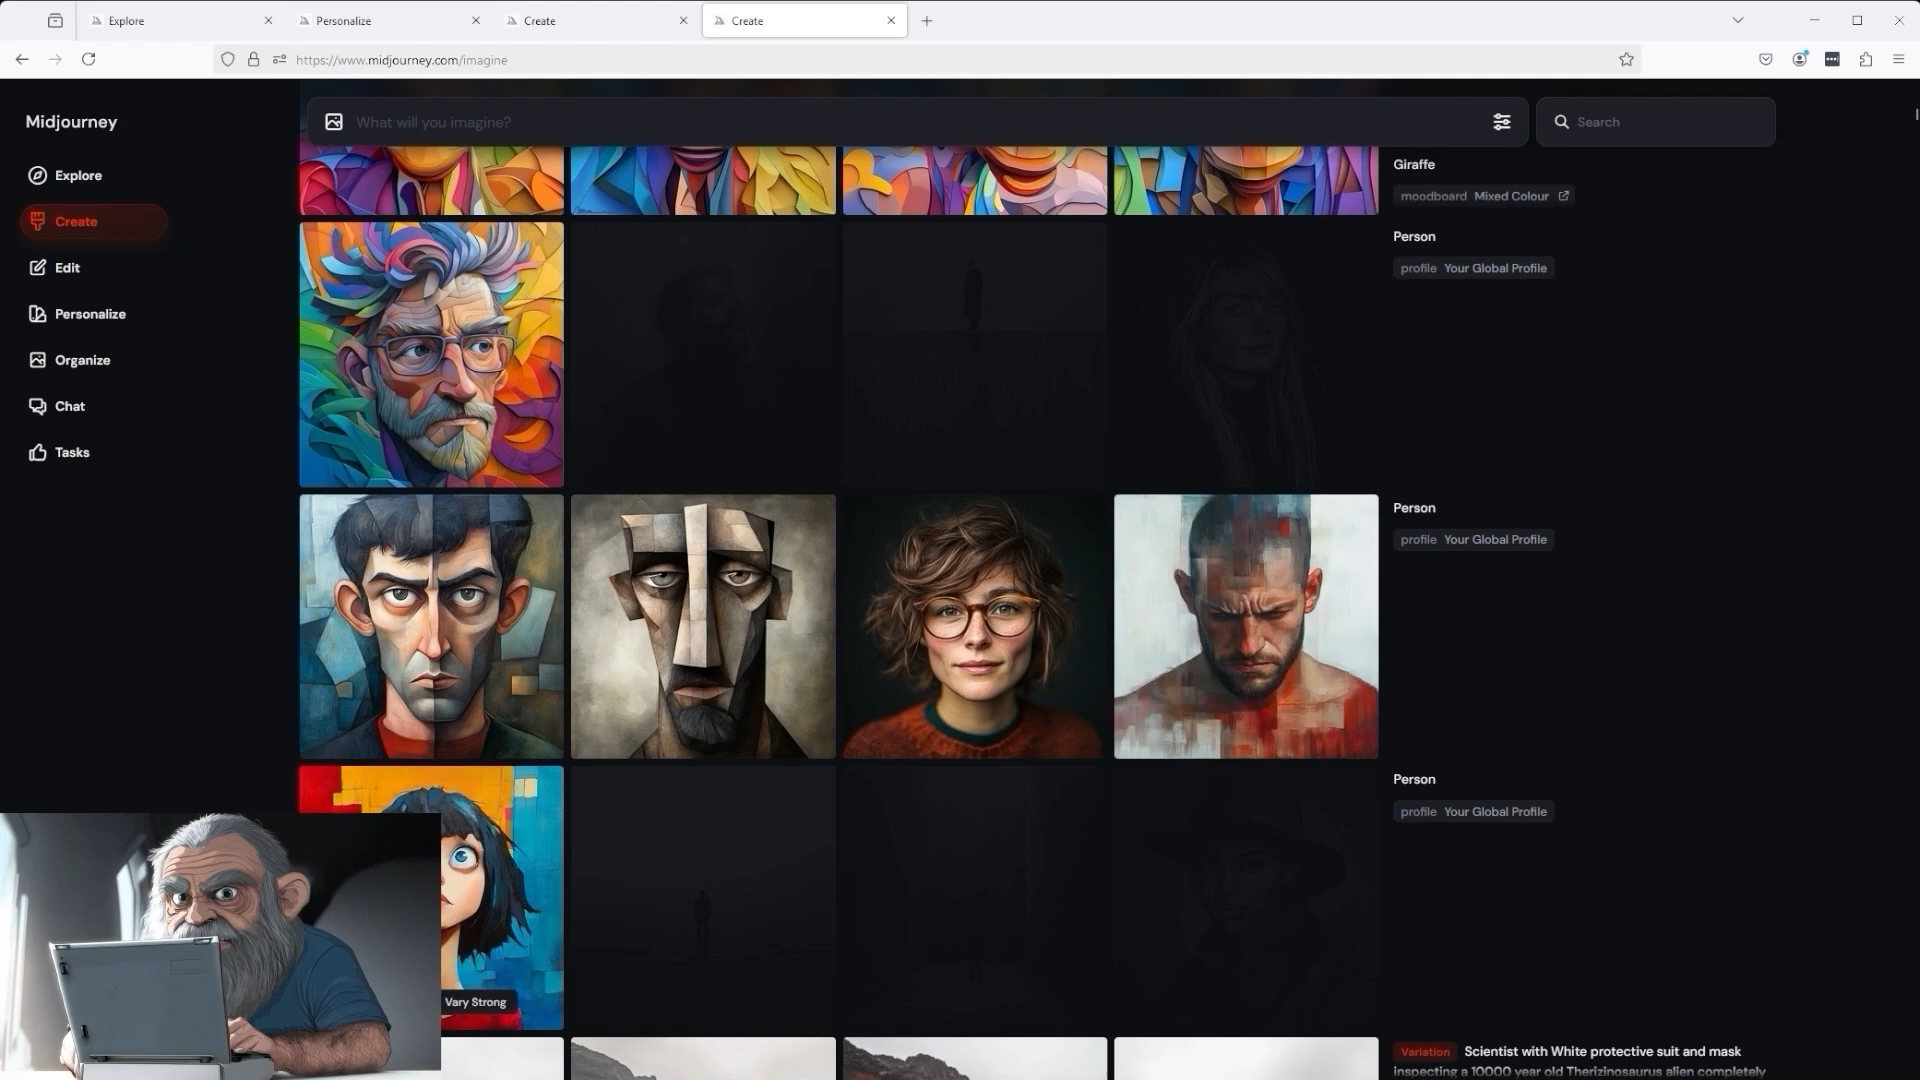 Explore
Personalize
Create
Create
https://www.midjourney.com/imagine
Midjourney
What will you imagine?
Search
Explore
Create
Edit
Personalize
Organize
Chat
Tasks
Giraffe
moodboard Mixed Colour
Person
profile Your Global Profile
Person
profile Your Global Profile
Person
profile Your Global Profile
Vary Strong
Variation Scientist with White protective suit and mask
inspecting a 10000 year old Therizinosaurus alien completely